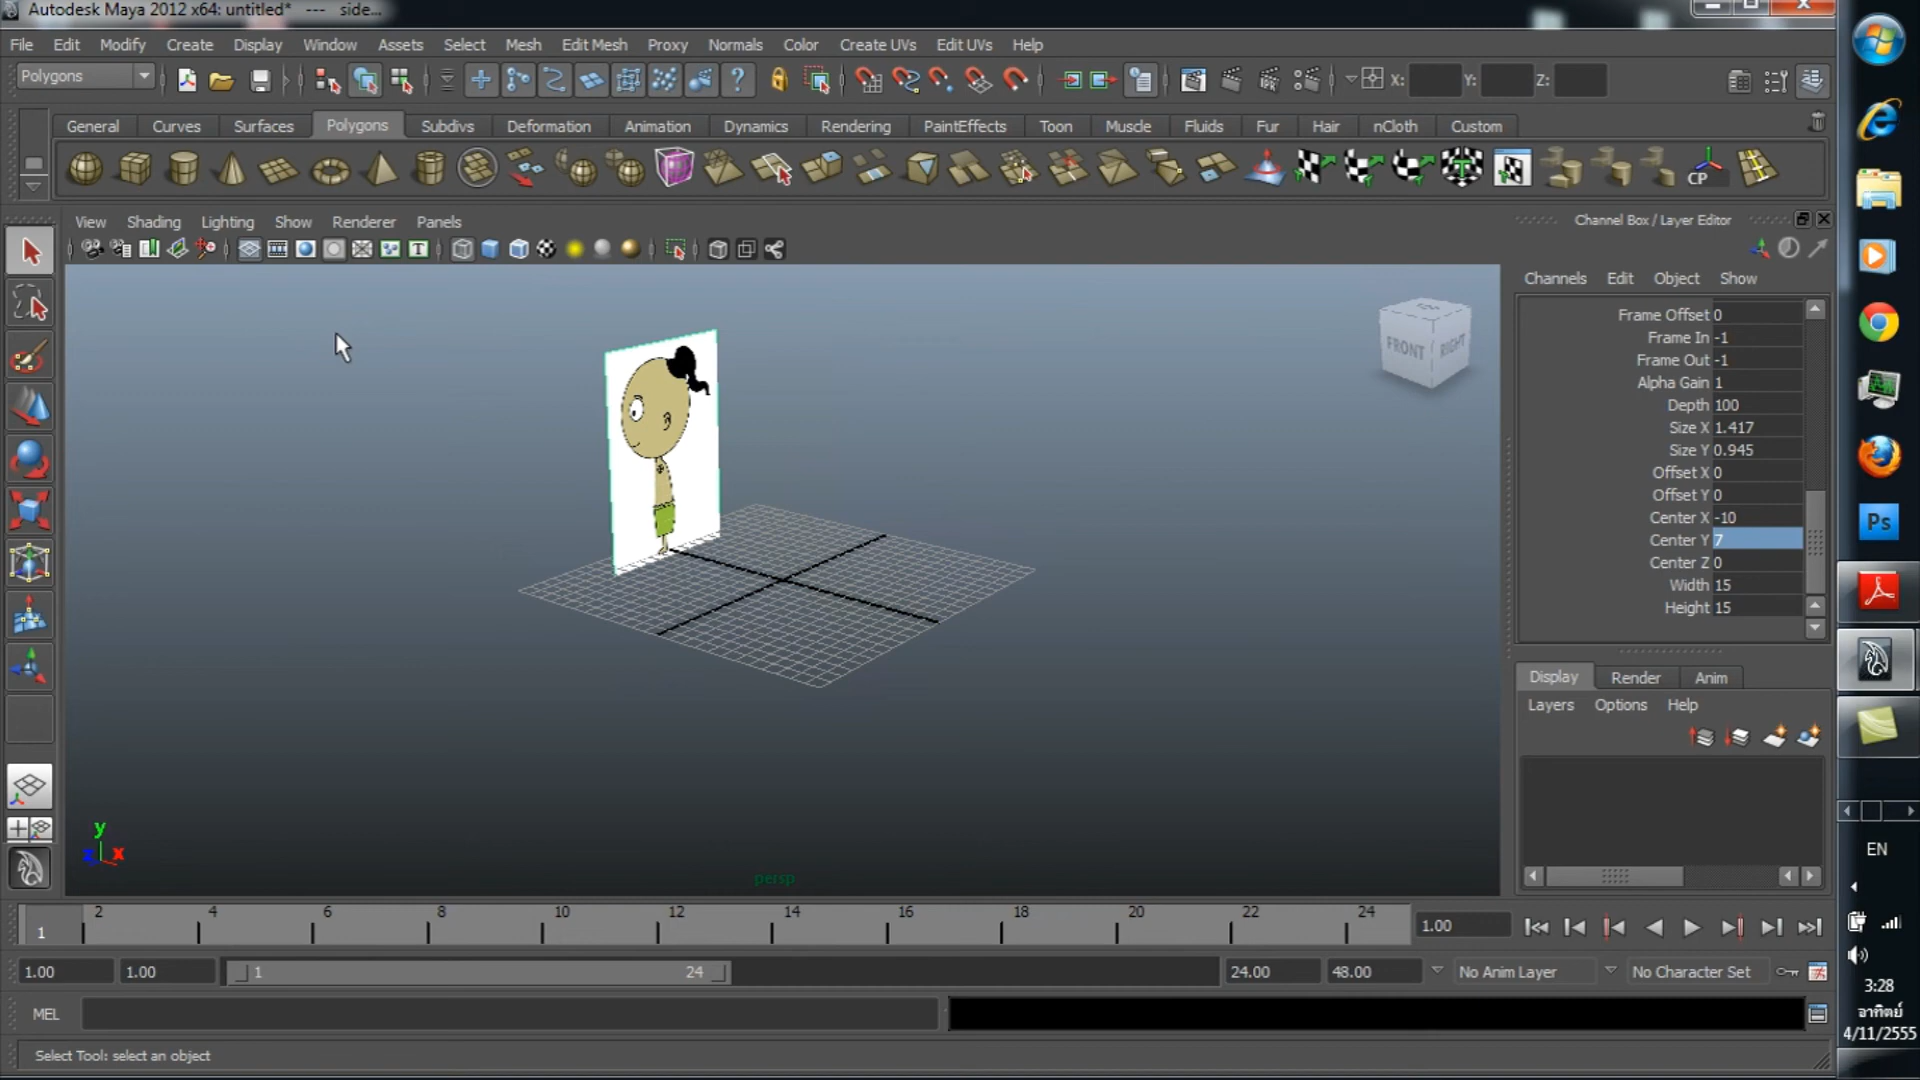 Autodesk Maya 2012 x64: untitled* --- side...
File Edit Modify Create Display Window Assets Select Mesh Edit Mesh Proxy Normals Color Create UVs Edit UVs Help
Polygons X: Y: Z:
General Curves Surfaces Polygons Subdivs Deformation Animation Dynamics Rendering PaintEffects Toon Muscle Fluids Fur Hair nCloth Custom
CP
View Shading Lighting Show Renderer Panels
Channel Box / Layer Editor
Channels Edit Object Show
Frame Offset 0
Frame In -1
Frame Out -1
Alpha Gain 1
Depth 100
Size X 1.417
Size Y 0.945
Offset X 0
Offset Y 0
Center X -10
Center Y 7
Center Z 0
Width 15
Height 15
FRONT RIGHT
Display Render Anim
Layers Options Help
y
z x
persp
2 4 6 8 10 12 14 16 18 20 22 24
1 1.00
1.00 1.00 1 24 24.00 48.00 No Anim Layer No Character Set
MEL
Select Tool: select an object
Ps
EN
3:28
อาทิตย์
4/11/2555